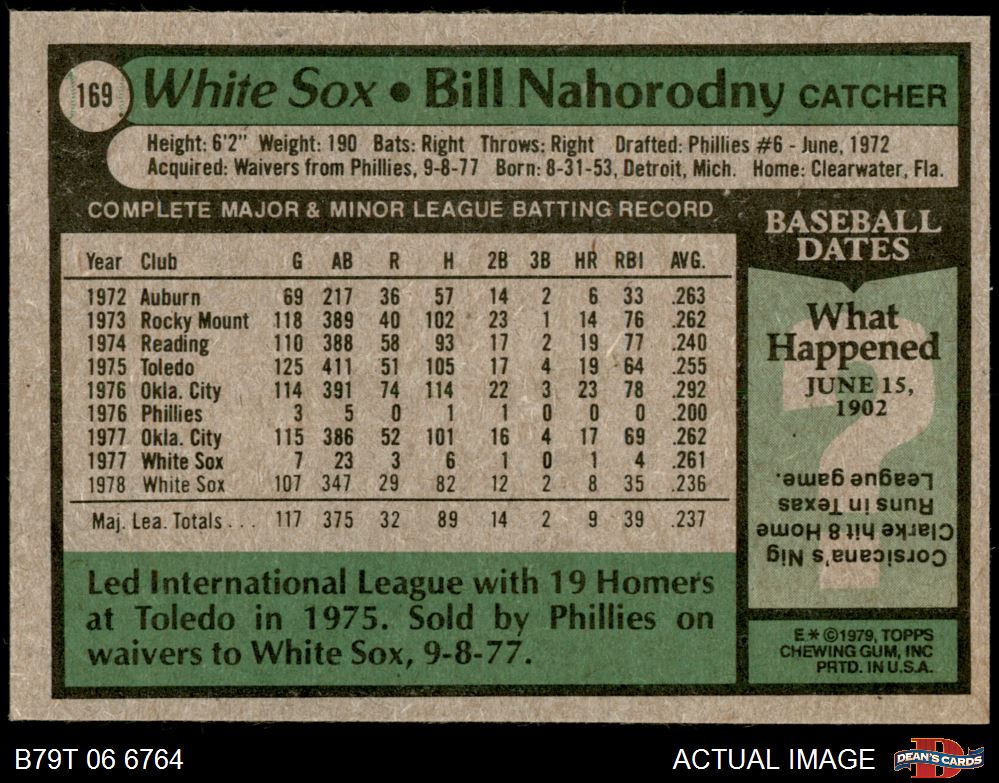 169
White Sox • Bill Nahorodny CATCHER
Height: 6'2" Weight: 190 Bats: Right Throws: Right Drafted: Phillies #6 - June, 1972
Acquired: Waivers from Phillies, 9-8-77 Born: 8-31-53, Detroit, Mich. Home: Clearwater, Fla.
COMPLETE MAJOR & MINOR LEAGUE BATTING RECORD
Year Club G AB R H 2B 3B HR RBI AVG.
1972 Auburn 69 217 36 57 14 2 6 33 .263
1973 Rocky Mount 118 389 40 102 23 1 14 76 .262
1974 Reading 110 388 58 93 17 2 19 77 .240
1975 Toledo 125 411 51 105 17 4 19 64 .255
1976 Okla. City 114 391 74 114 22 3 23 78 .292
1976 Phillies 3 5 0 1 1 0 0 0 .200
1977 Okla. City 115 386 52 101 16 4 17 69 .262
1977 White Sox 7 23 3 6 1 0 1 4 .261
1978 White Sox 107 347 29 82 12 2 8 35 .236
Maj. Lea. Totals . . . 117 375 32 89 14 2 9 39 .237
Led International League with 19 Homers
at Toledo in 1975. Sold by Phillies on
waivers to White Sox, 9-8-77.
BASEBALL
DATES
What
Happened
JUNE 15,
1902
Corsicana's Nig
Clarke hit 8 Home
Runs in Texas
League game.
E.* ©1979, TOPPS
CHEWING GUM, INC
PRTD. IN U.S.A.
B79T 06 6764
ACTUAL IMAGE
DEAN'S CARDS